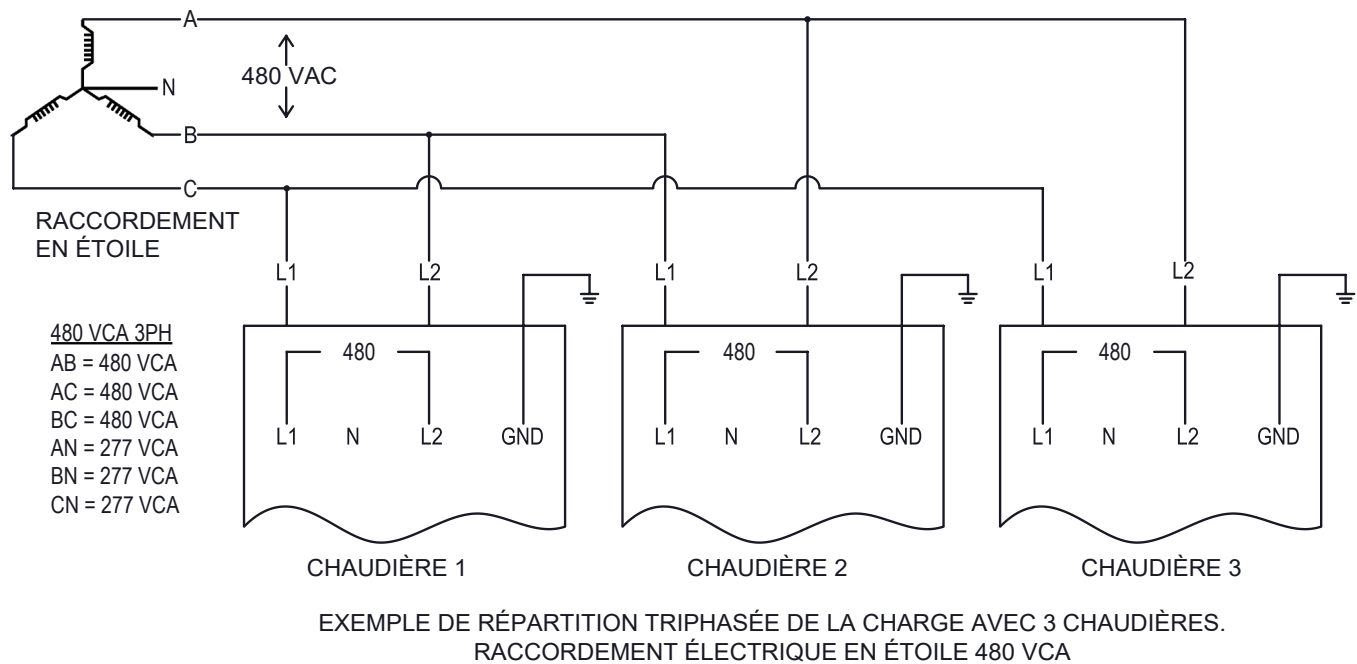 A
480 VAC
N
B
C
RACCORDEMENT
EN ÉTOILE
L1 L2 L1 L2 L1 L2
480 VCA 3PH
AB = 480 VCA
AC = 480 VCA
BC = 480 VCA
AN = 277 VCA
BN = 277 VCA
CN = 277 VCA
480 480 480
L1 N L2 GND L1 N L2 GND L1 N L2 GND
CHAUDIÈRE 1 CHAUDIÈRE 2 CHAUDIÈRE 3
EXEMPLE DE RÉPARTITION TRIPHASÉE DE LA CHARGE AVEC 3 CHAUDIÈRES.
RACCORDEMENT ÉLECTRIQUE EN ÉTOILE 480 VCA